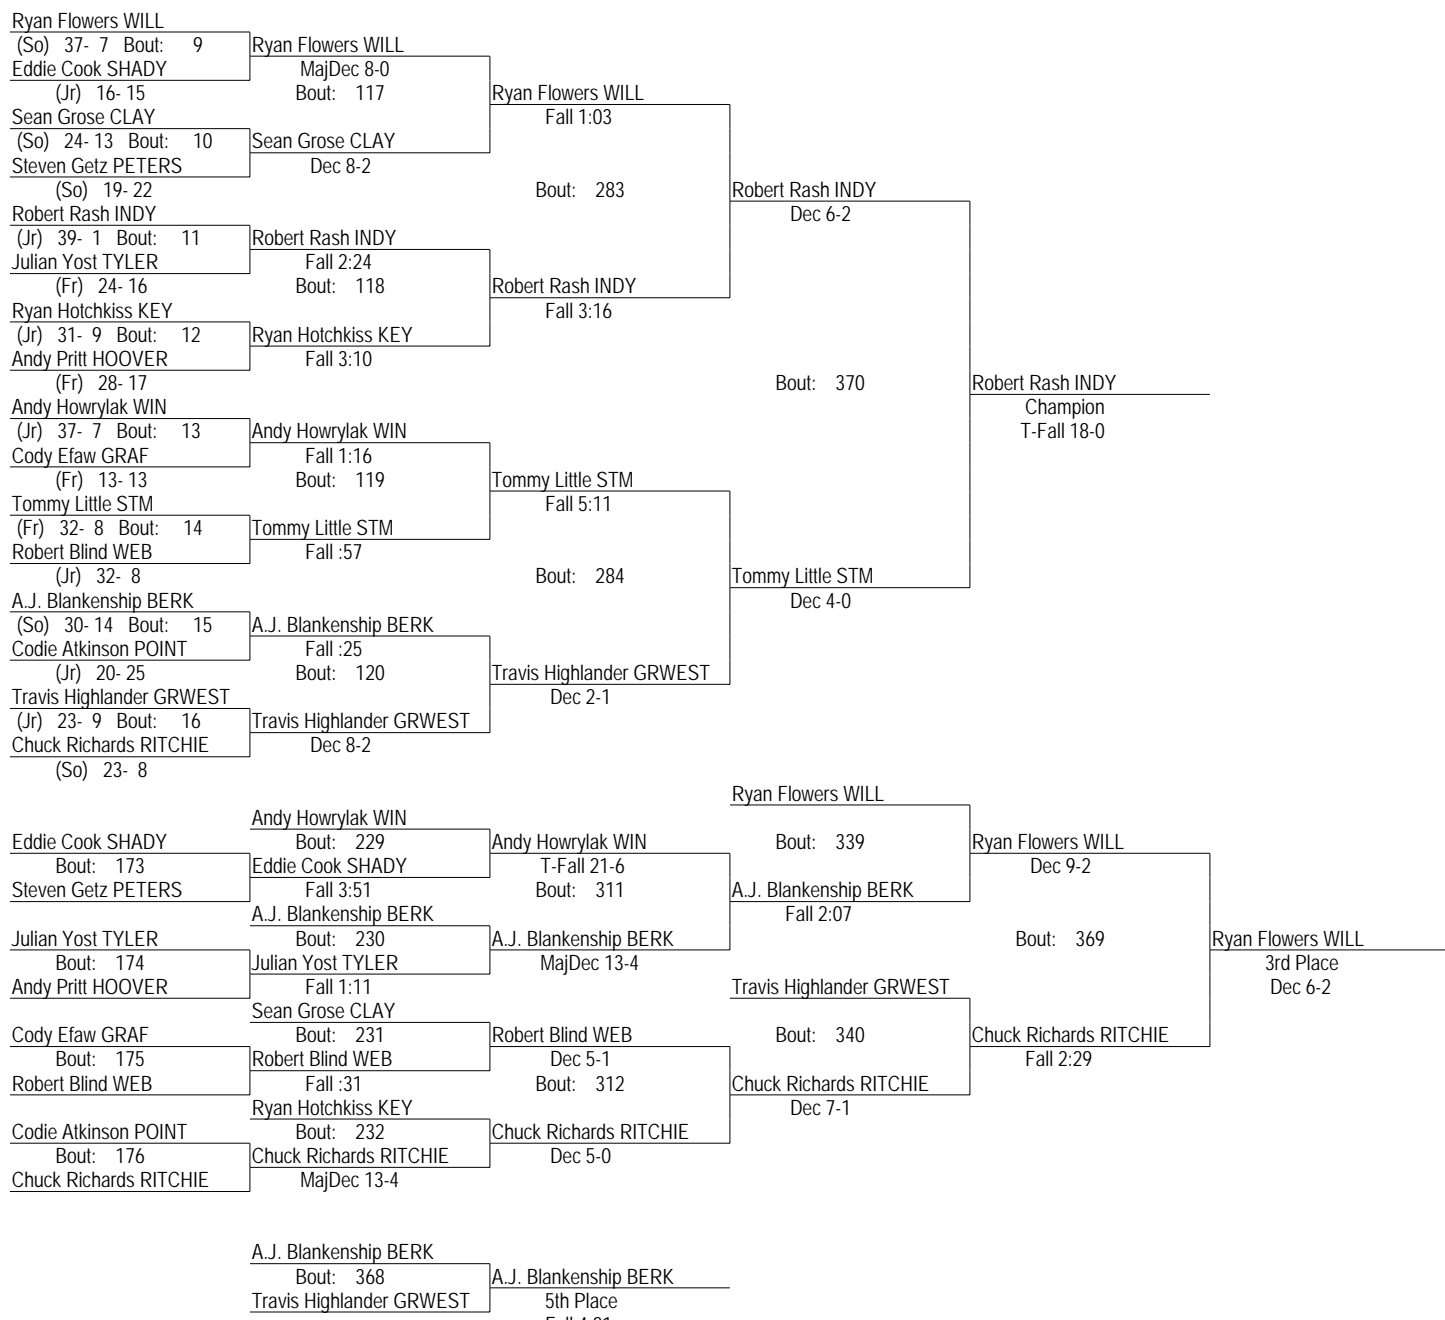 Ryan Flowers WILL
(So) 37- 7 Bout: 9 Ryan Flowers WILL
Eddie Cook SHADY MajDec 8-0
(Jr) 16- 15 Bout: 117 Ryan Flowers WILL
Sean Grose CLAY Fall 1:03
(So) 24- 13 Bout: 10 Sean Grose CLAY
Steven Getz PETERS Dec 8-2
(So) 19- 22 Bout: 283 Robert Rash INDY
Robert Rash INDY Dec 6-2
(Jr) 39- 1 Bout: 11 Robert Rash INDY
Julian Yost TYLER Fall 2:24
(Fr) 24- 16 Bout: 118 Robert Rash INDY
Ryan Hotchkiss KEY Fall 3:16
(Jr) 31- 9 Bout: 12 Ryan Hotchkiss KEY
Andy Pritt HOOVER Fall 3:10
(Fr) 28- 17 Bout: 370 Robert Rash INDY
Andy Howrylak WIN Champion
(Jr) 37- 7 Bout: 13 Andy Howrylak WIN T-Fall 18-0
Cody Efaw GRAF Fall 1:16
(Fr) 13- 13 Bout: 119 Tommy Little STM
Tommy Little STM Fall 5:11
(Fr) 32- 8 Bout: 14 Tommy Little STM
Robert Blind WEB Fall :57
(Jr) 32- 8 Bout: 284 Tommy Little STM
A.J. Blankenship BERK Dec 4-0
(So) 30- 14 Bout: 15 A.J. Blankenship BERK
Codie Atkinson POINT Fall :25
(Jr) 20- 25 Bout: 120 Travis Highlander GRWEST
Travis Highlander GRWEST Dec 2-1
(Jr) 23- 9 Bout: 16 Travis Highlander GRWEST
Chuck Richards RITCHIE Dec 8-2
(So) 23- 8
Ryan Flowers WILL
Andy Howrylak WIN
Eddie Cook SHADY Bout: 229 Andy Howrylak WIN Bout: 339 Ryan Flowers WILL
Bout: 173 Eddie Cook SHADY T-Fall 21-6 Dec 9-2
Steven Getz PETERS Fall 3:51 Bout: 311 A.J. Blankenship BERK
A.J. Blankenship BERK Fall 2:07
Julian Yost TYLER Bout: 230 A.J. Blankenship BERK Bout: 369 Ryan Flowers WILL
Bout: 174 Julian Yost TYLER MajDec 13-4 3rd Place
Andy Pritt HOOVER Fall 1:11 Travis Highlander GRWEST Dec 6-2
Sean Grose CLAY
Cody Efaw GRAF Bout: 231 Robert Blind WEB Bout: 340 Chuck Richards RITCHIE
Bout: 175 Robert Blind WEB Dec 5-1 Fall 2:29
Robert Blind WEB Fall :31 Bout: 312 Chuck Richards RITCHIE
Ryan Hotchkiss KEY Dec 7-1
Codie Atkinson POINT Bout: 232 Chuck Richards RITCHIE
Bout: 176 Chuck Richards RITCHIE Dec 5-0
Chuck Richards RITCHIE MajDec 13-4
A.J. Blankenship BERK
Bout: 368 A.J. Blankenship BERK
Travis Highlander GRWEST 5th Place